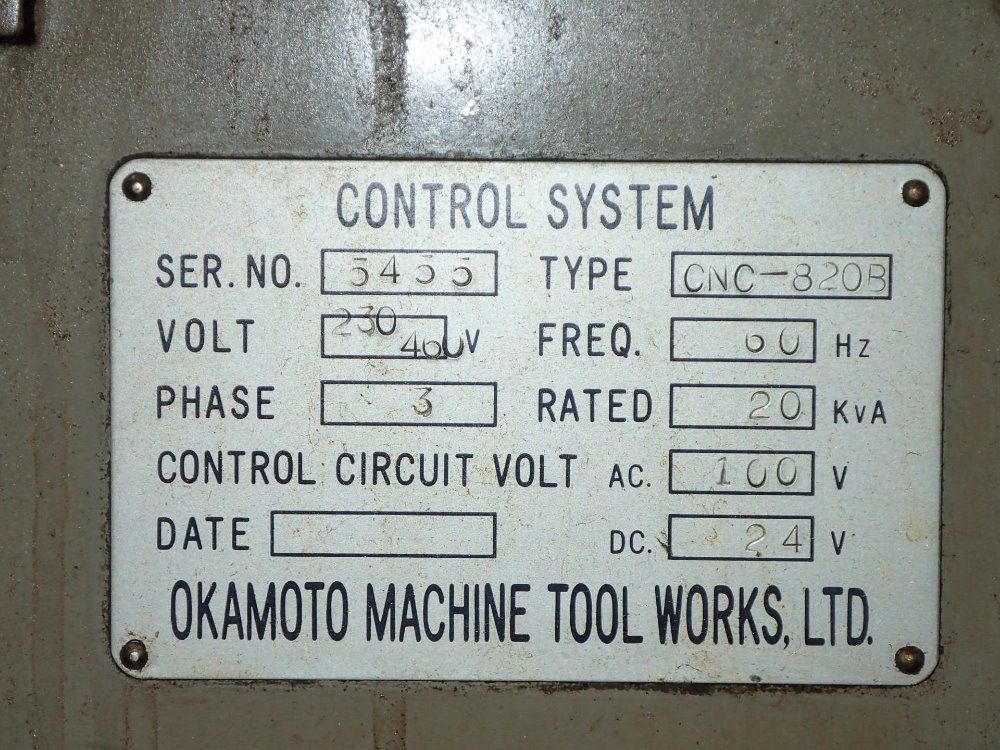 CONTROL SYSTEM
SER. NO. 5435 TYPE CNC-820B
VOLT 230 460 V FREQ. 60 Hz
PHASE 3 RATED 20 KVA
CONTROL CIRCUIT VOLT AC. 100 V
DATE DC. 24 V
OKAMOTO MACHINE TOOL WORKS, LTD.